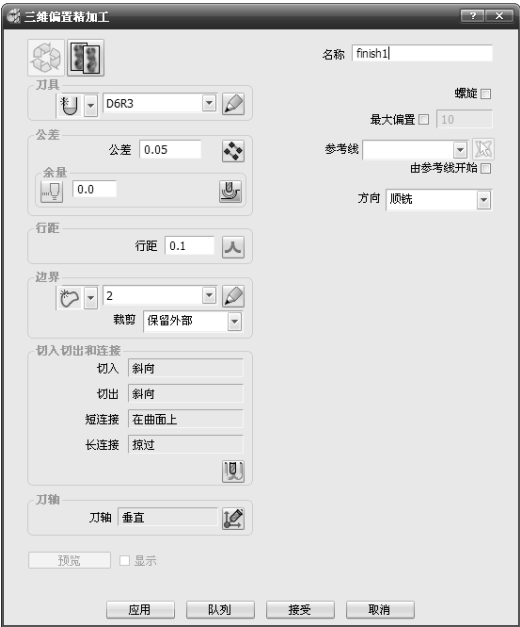 三维偏置精加工
名称 finish1
刀具
D6R3
螺旋
最大偏置 10
公差
公差 0.05
参考线
由参考线开始
余量
0.0
方向 顺铣
行距
行距 0.1
边界
2
裁剪 保留外部
切入切出和连接
切入 斜向
切出 斜向
短连接 在曲面上
长连接 掠过
刀轴
刀轴 垂直
预览 显示
应用 队列 接受 取消